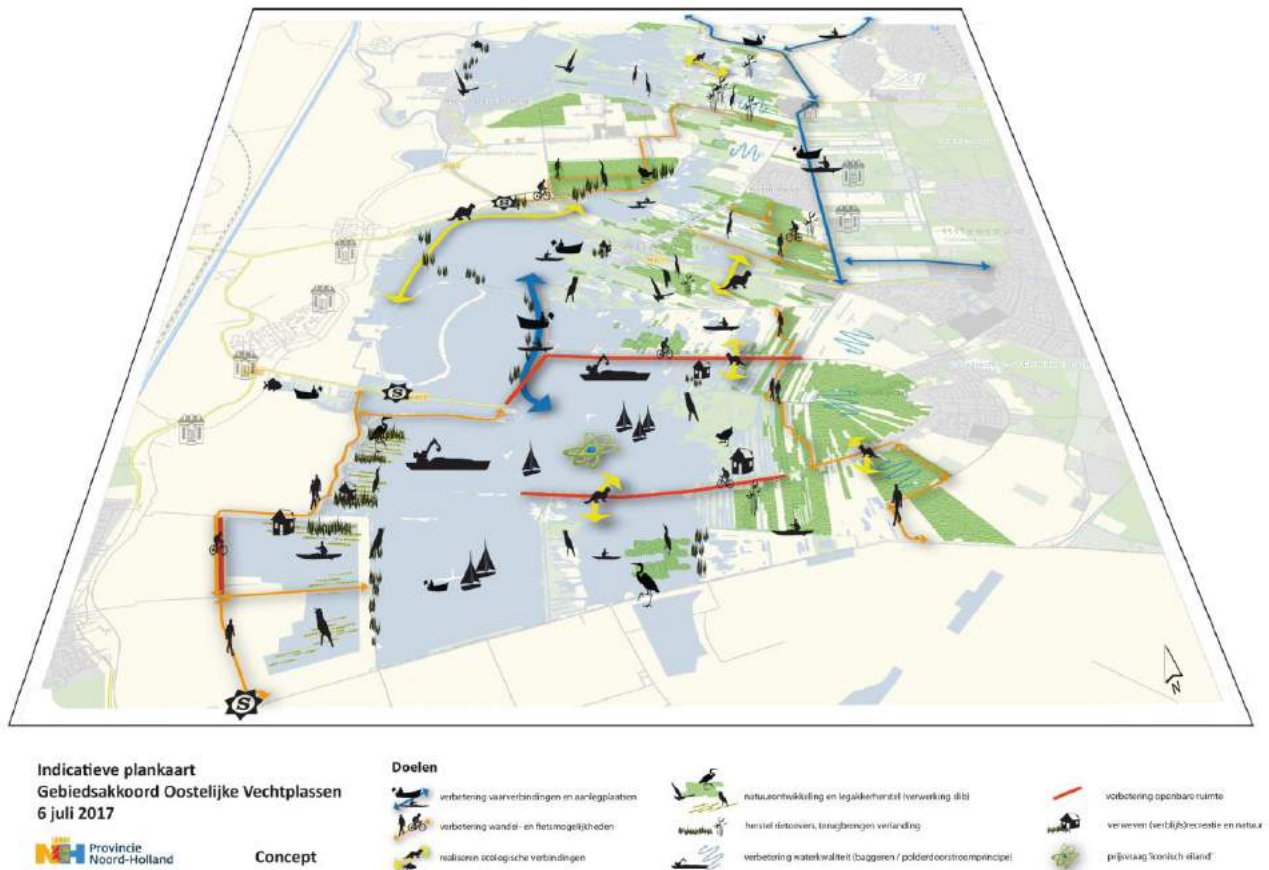 S
S
S
N
Indicatieve plankaart
Gebiedsakkoord Oostelijke Vechtplassen
6 juli 2017
Provincie
Noord-Holland
Concept
Doelen
verbetering vaarverbindingen en aanlegplaatsen
verbetering wandel- en fietsmogelijkheden
realiseren ecologische verbindingen
natuurontwikkeling en legakkerherstel (verwerking slib)
herstel rietoevers, terugbrengen verlanding
verbetering waterkwaliteit (baggeren / polderdoorstroomprincipe)
verbetering openbare ruimte
verweven (verblijfs)recreatie en natuur
prijsvraag "iconisch eiland"